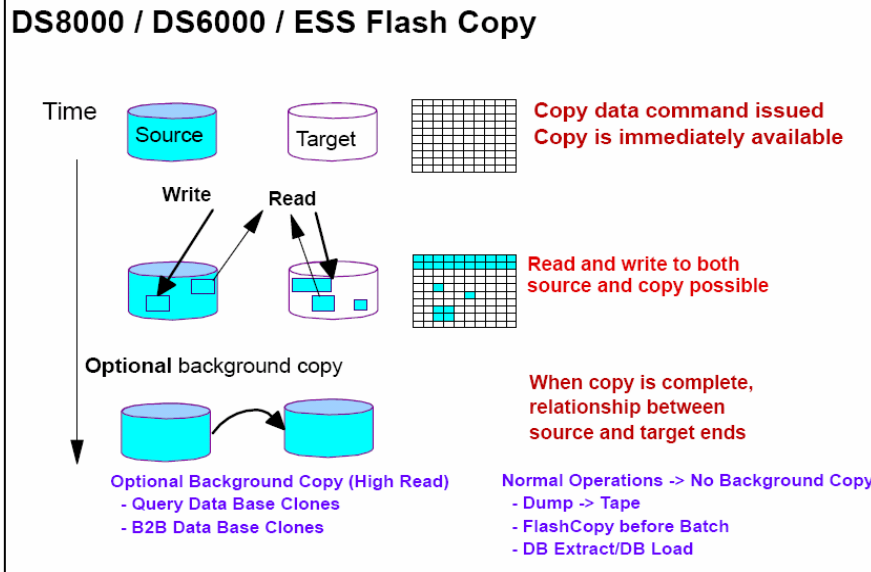 DS8000 / DS6000 / ESS Flash Copy
Time
Source
Target
Copy data command issued
Copy is immediately available
Write
Read
Read and write to both
source and copy possible
Optional background copy
When copy is complete,
relationship between
source and target ends
Optional Background Copy (High Read)
- Query Data Base Clones
- B2B Data Base Clones
Normal Operations -> No Background Copy
- Dump -> Tape
- FlashCopy before Batch
- DB Extract/DB Load